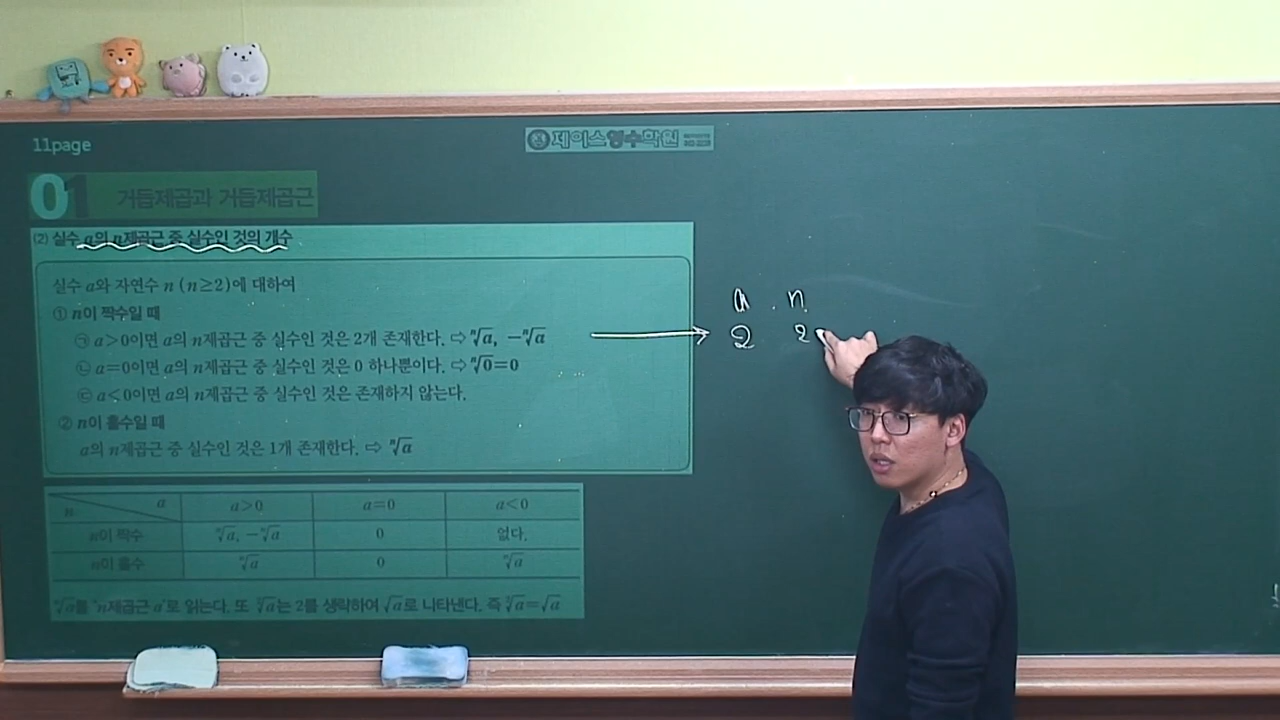 11page
제이스영수학원
01 거듭제곱과 거듭제곱근
(2) 실수 a의 n제곱근 중 실수인 것의 개수
실수 a와 자연수 n (n≥2)에 대하여
① n이 짝수일 때
㉠ a>0이면 a의 n제곱근 중 실수인 것은 2개 존재한다. ⇨ ⁿ√a, -ⁿ√a
㉡ a=0이면 a의 n제곱근 중 실수인 것은 0 하나뿐이다. ⇨ ⁿ√0=0
㉢ a<0이면 a의 n제곱근 중 실수인 것은 존재하지 않는다.
② n이 홀수일 때
a의 n제곱근 중 실수인 것은 1개 존재한다. ⇨ ⁿ√a
a n
2 2
n a a>0 a=0 a<0
n이 짝수 ⁿ√a, -ⁿ√a 0 없다.
n이 홀수 ⁿ√a 0 ⁿ√a
ⁿ√a를 'n제곱근 a'로 읽는다. 또 ²√a는 2를 생략하여 √a로 나타낸다. 즉 ²√a=√a